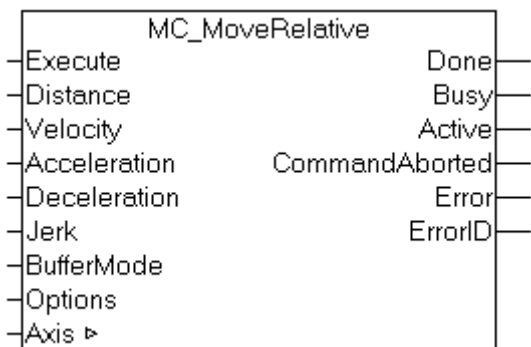 MC_MoveRelative
Execute Done
Distance Busy
Velocity Active
Acceleration CommandAborted
Deceleration Error
Jerk ErrorID
BufferMode
Options
Axis ▹